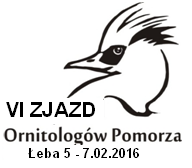 VI ZJAZD
Ornitologów Pomorza
Łeba 5 - 7.02.2016